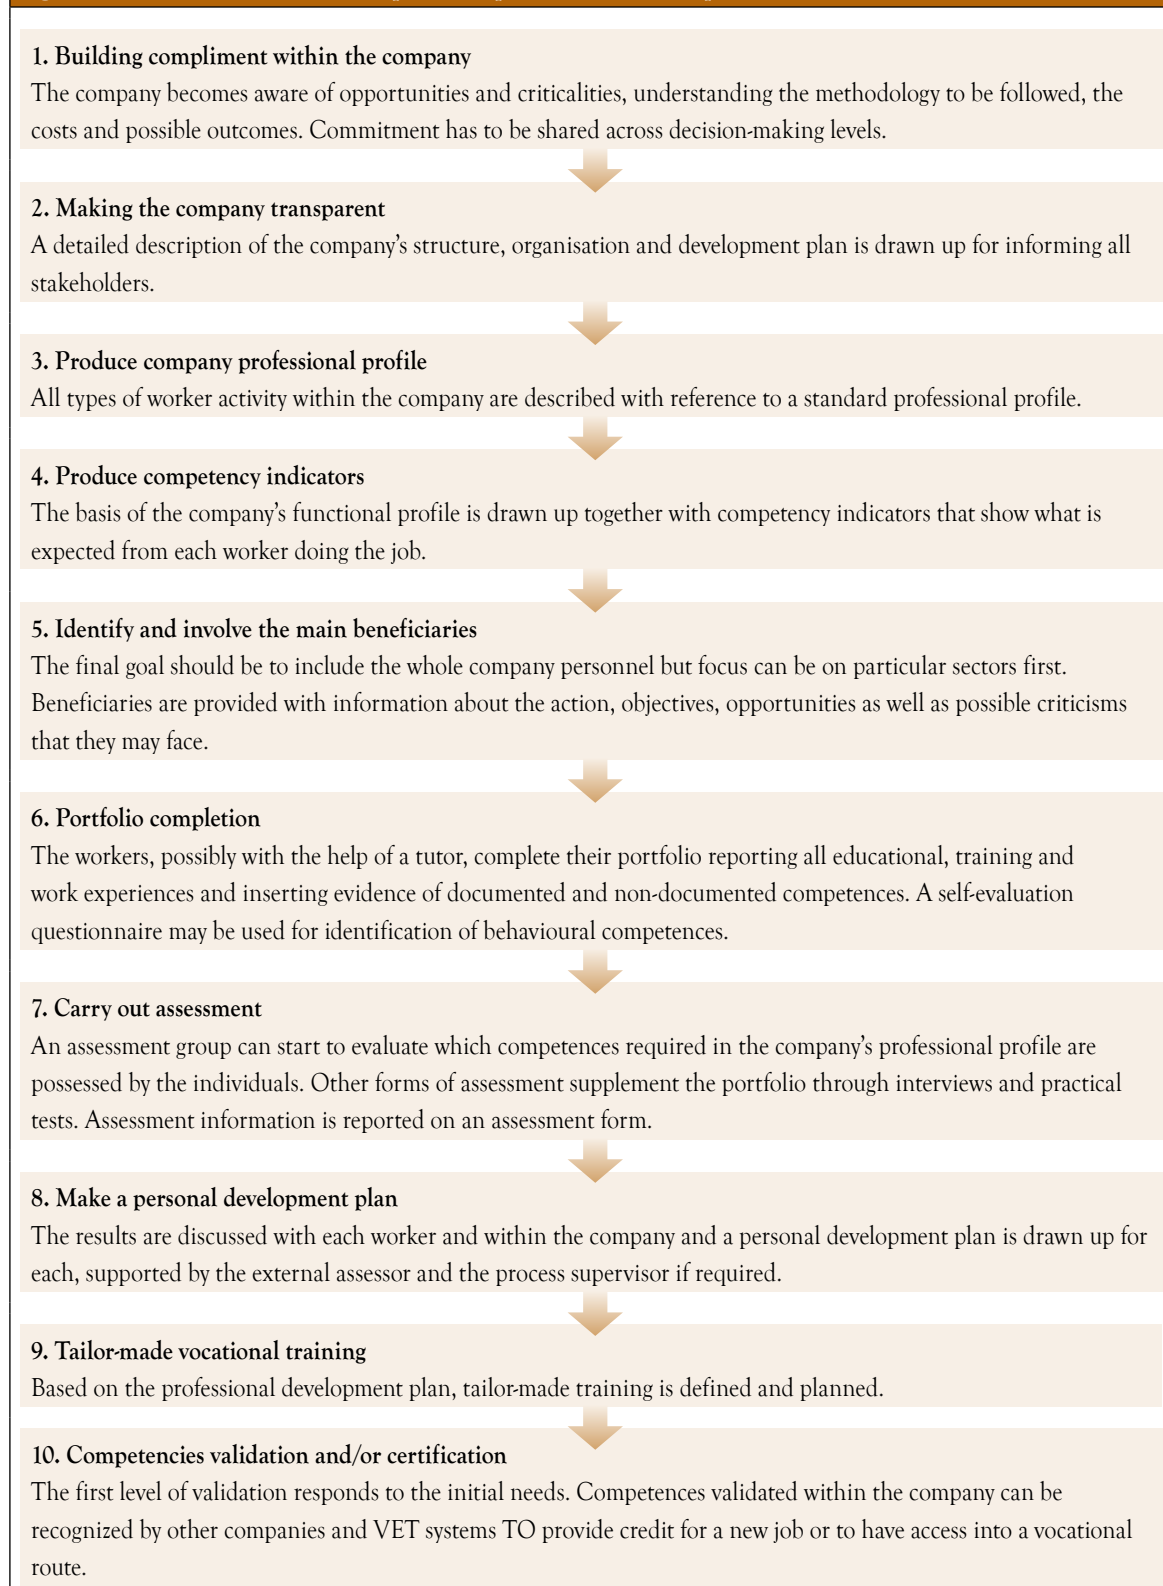 1. Building compliment within the company
The company becomes aware of opportunities and criticalities, understanding the methodology to be followed, the
costs and possible outcomes. Commitment has to be shared across decision-making levels.
2. Making the company transparent
A detailed description of the company's structure, organisation and development plan is drawn up for informing all
stakeholders.
3. Produce company professional profile
All types of worker activity within the company are described with reference to a standard professional profile.
4. Produce competency indicators
The basis of the company's functional profile is drawn up together with competency indicators that show what is
expected from each worker doing the job.
5. Identify and involve the main beneficiaries
The final goal should be to include the whole company personnel but focus can be on particular sectors first.
Beneficiaries are provided with information about the action, objectives, opportunities as well as possible criticisms
that they may face.
6. Portfolio completion
The workers, possibly with the help of a tutor, complete their portfolio reporting all educational, training and
work experiences and inserting evidence of documented and non-documented competences. A self-evaluation
questionnaire may be used for identification of behavioural competences.
7. Carry out assessment
An assessment group can start to evaluate which competences required in the company's professional profile are
possessed by the individuals. Other forms of assessment supplement the portfolio through interviews and practical
tests. Assessment information is reported on an assessment form.
8. Make a personal development plan
The results are discussed with each worker and within the company and a personal development plan is drawn up for
each, supported by the external assessor and the process supervisor if required.
9. Tailor-made vocational training
Based on the professional development plan, tailor-made training is defined and planned.
10. Competencies validation and/or certification
The first level of validation responds to the initial needs. Competences validated within the company can be
recognized by other companies and VET systems TO provide credit for a new job or to have access into a vocational
route.